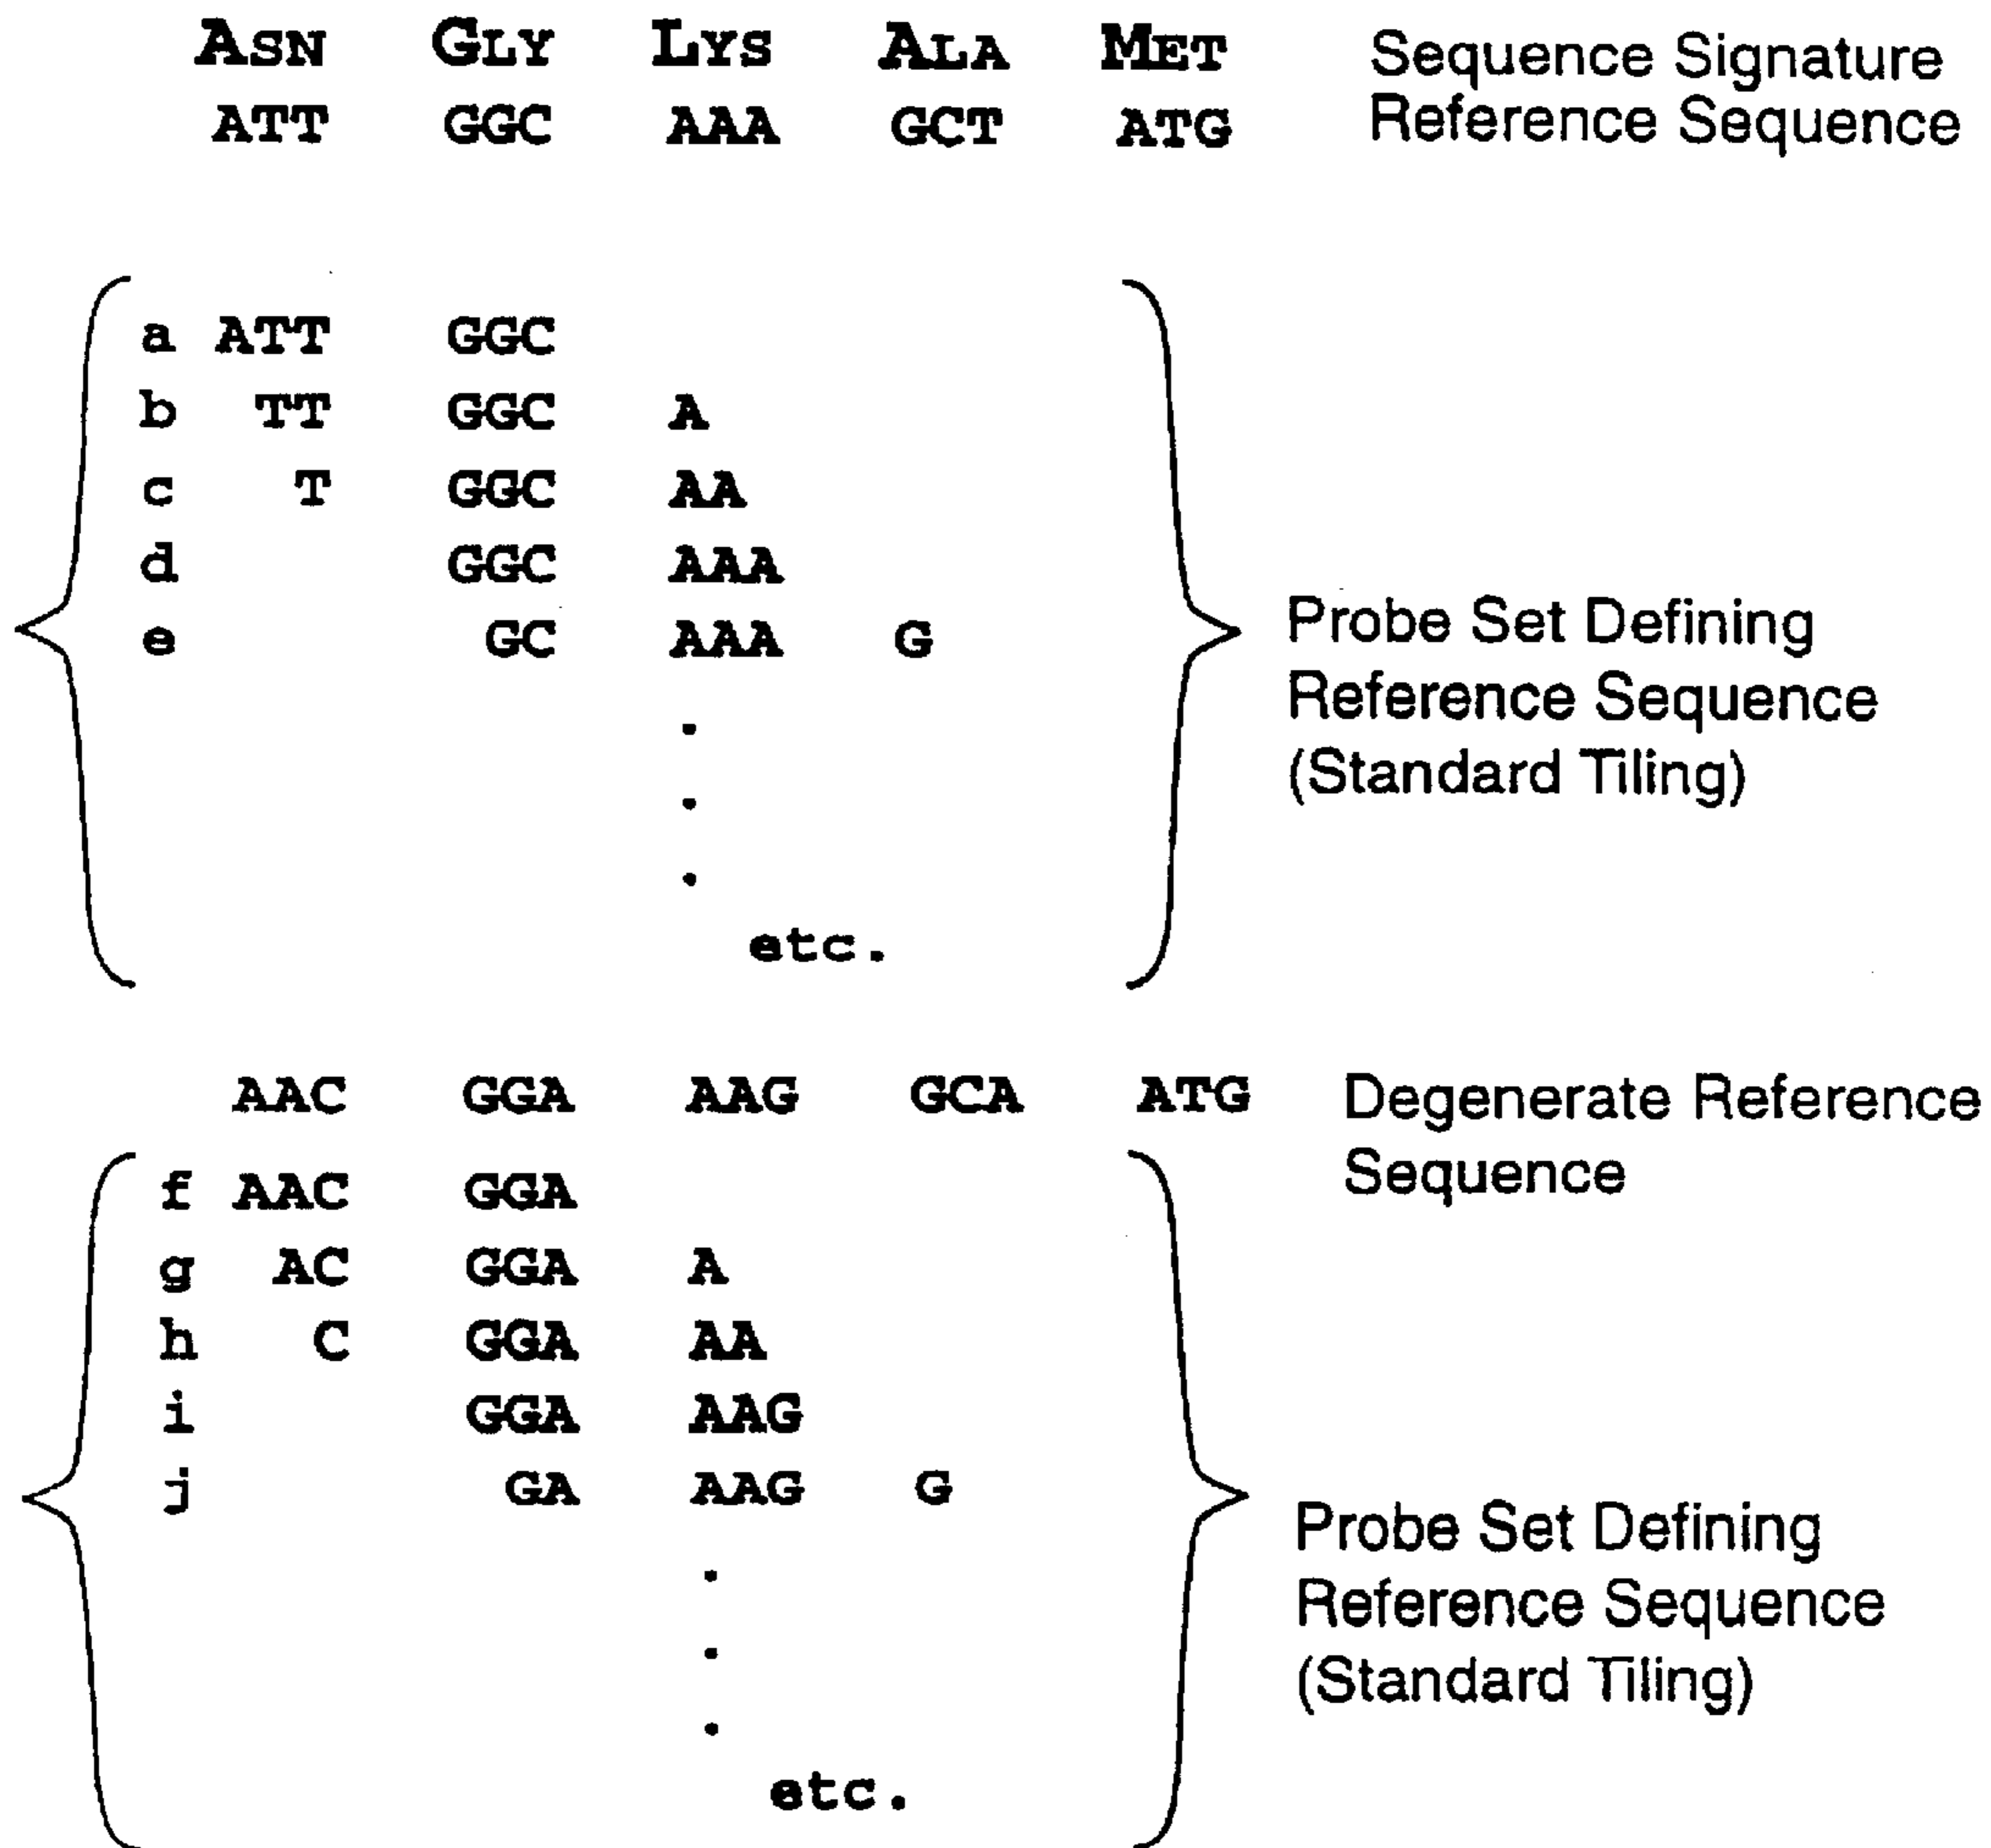 ASN GLY LYS ALA MET Sequence Signature
ATT GGC AAA GCT ATG Reference Sequence
a ATT GGC
b TT GGC A
c T GGC AA
d GGC AAA
e GC AAA G
.
.
.
etc.
Probe Set Defining
Reference Sequence
(Standard Tiling)
AAC GGA AAG GCA ATG Degenerate Reference
Sequence
f AAC GGA
g AC GGA A
h C GGA AA
i GGA AAG
j GA AAG G
.
.
.
etc.
Probe Set Defining
Reference Sequence
(Standard Tiling)